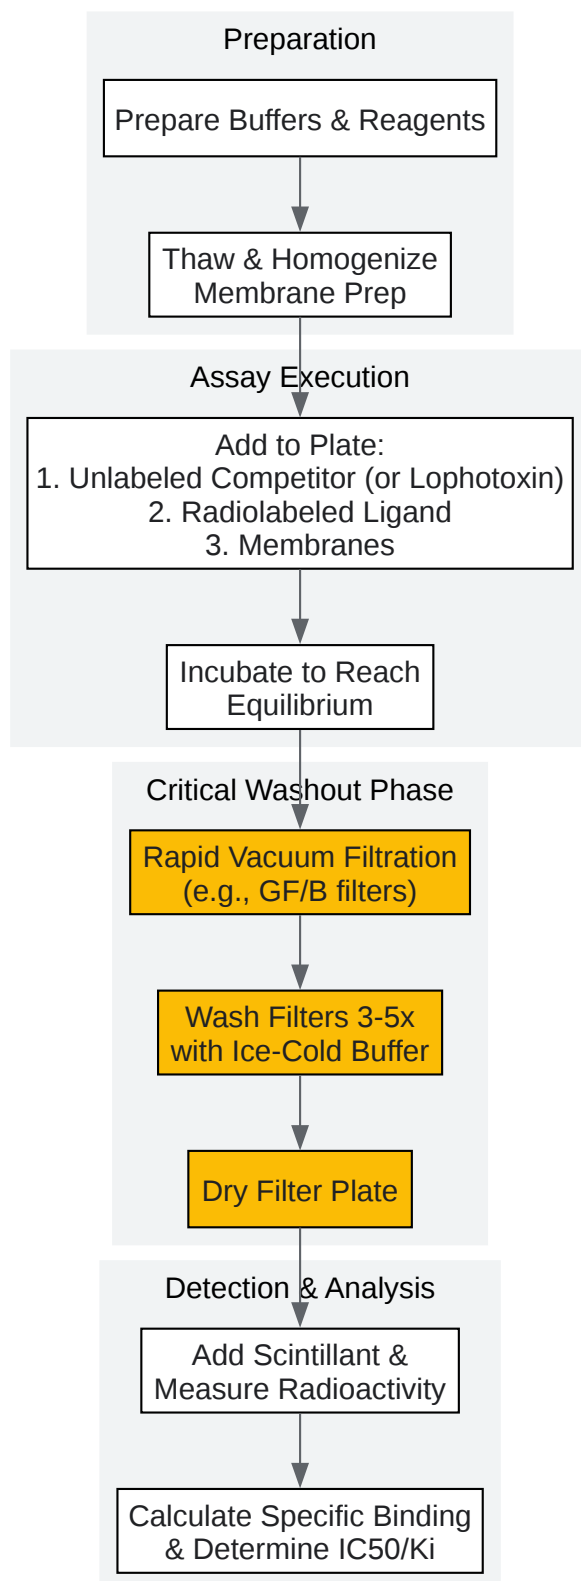 Preparation
Prepare Buffers & Reagents
Thaw & Homogenize
Membrane Prep
Assay Execution
Add to Plate:
1. Unlabeled Competitor (or Lophotoxin)
2. Radiolabeled Ligand
3. Membranes
Incubate to Reach
Equilibrium
Critical Washout Phase
Rapid Vacuum Filtration
(e.g., GF/B filters)
Wash Filters 3-5x
with Ice-Cold Buffer
Dry Filter Plate
Detection & Analysis
Add Scintillant &
Measure Radioactivity
Calculate Specific Binding
& Determine IC50/Ki